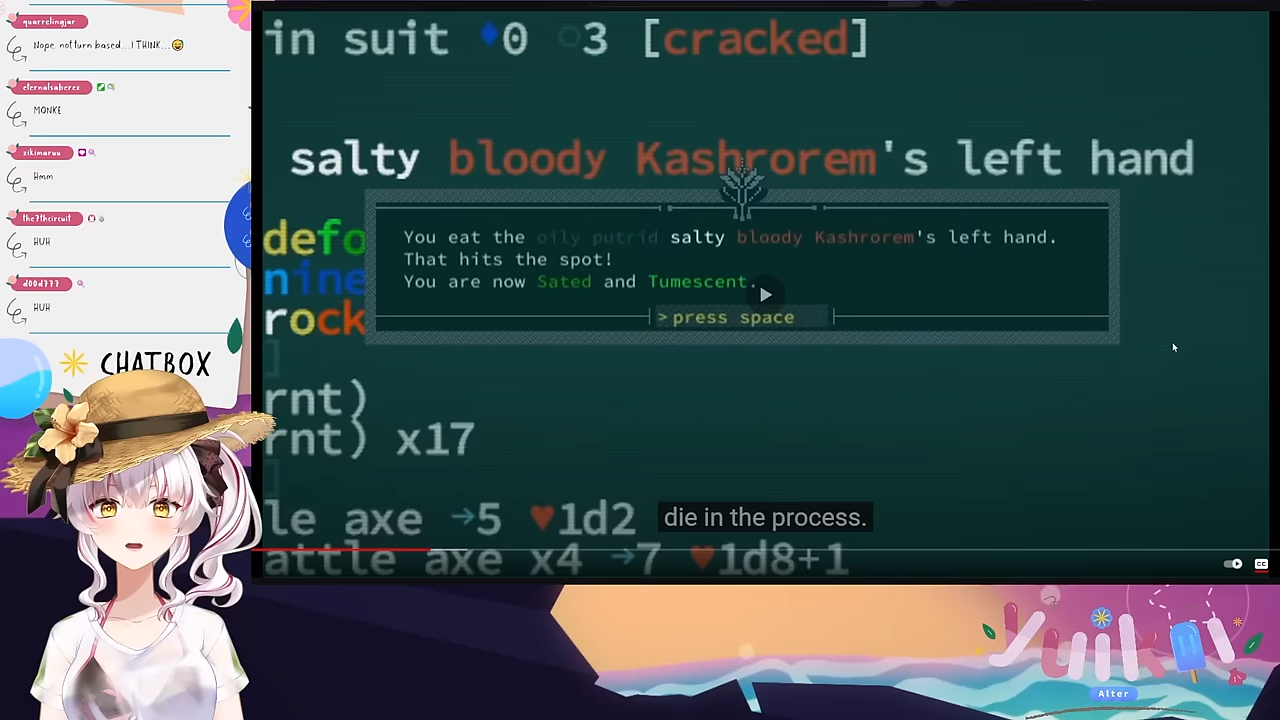 quarrelingjar
Nope. not turn based...I THINK...
eternalsaberex
MONKE
zikimaruu
Hmm
the7thcircuit
HUH
d00d777
HUH
CHATBOX
in suit ♦0 ○3 [cracked]
salty bloody Kashrorem's left hand
defo
nine
rock
]
rnt)
rnt) x17
]
le axe →5 ♥1d2
attle axe x4 →7 ♥1d8+1
You eat the oily putrid salty bloody Kashrorem's left hand.
That hits the spot!
You are now Sated and Tumescent.
>press space
die in the process.
CC
Alter